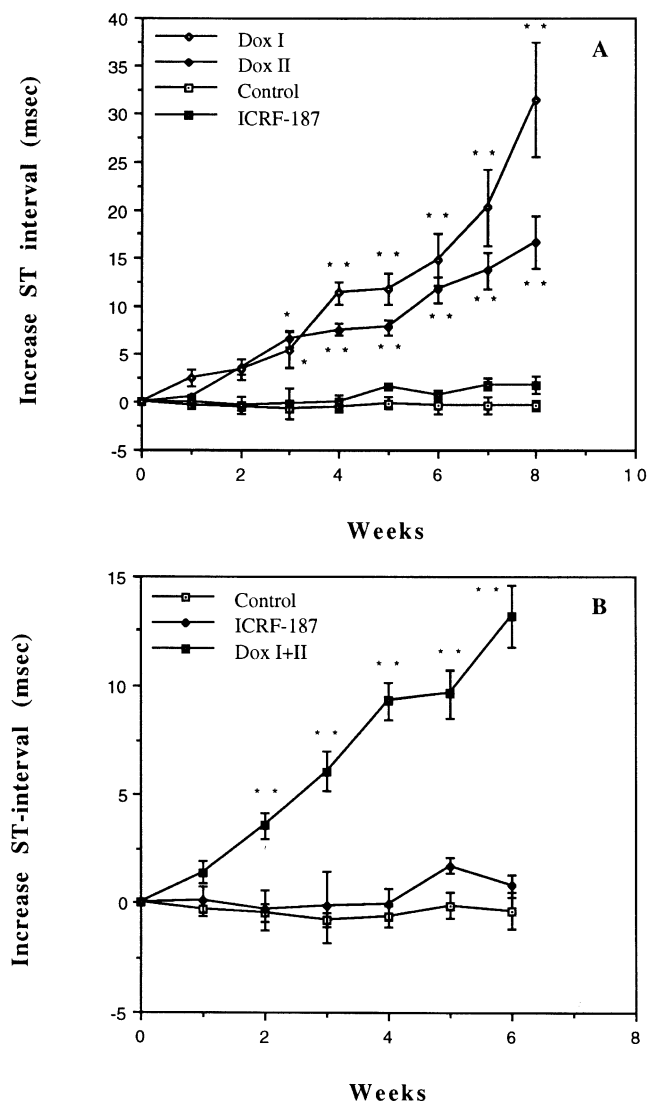 A
Dox I
Dox II
Control
ICRF-187
Increase ST interval (msec)
40
35
30
25
20
15
10
5
0
-5
* *
* *
* *
* *
* *
*
*
* *
* *
* *
* *
* *
0 2 4 6 8 10
Weeks
B
Control
ICRF-187
Dox I+II
Increase ST-interval (msec)
15
10
5
0
-5
* *
* *
* *
* *
* *
0 2 4 6 8
Weeks